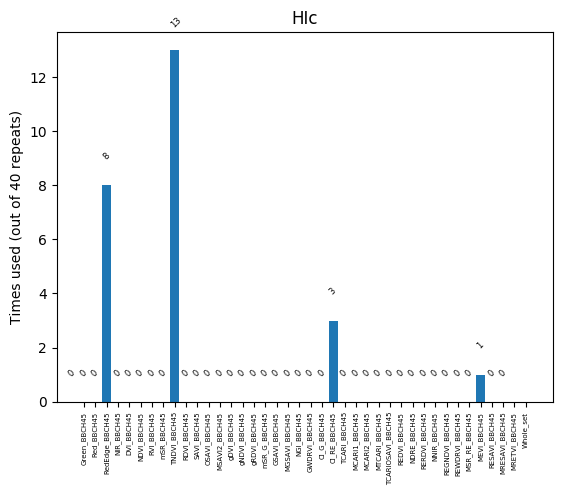 HIc
Times used (out of 40 repeats)
12
10
8
6
4
2
0
0
0
0
8
0
0
0
0
0
13
0
0
0
0
0
0
0
0
0
0
0
0
0
3
0
0
0
0
0
0
0
0
0
0
0
0
1
0
0
Green_BBCH45
Red_BBCH45
RedEdge_BBCH45
NIR_BBCH45
DVI_BBCH45
NDVI_BBCH45
RVI_BBCH45
mSR_BBCH45
TNDVI_BBCH45
RDVI_BBCH45
SAVI_BBCH45
OSAVI_BBCH45
MSAVI2_BBCH45
gDVI_BBCH45
gNDVI_BBCH45
gRDVI_BBCH45
mSR_G_BBCH45
GSAVI_BBCH45
MGSAVI_BBCH45
NGI_BBCH45
GWDRVI_BBCH45
CI_G_BBCH45
CI_RE_BBCH45
TCARI_BBCH45
MCARI1_BBCH45
MCARI2_BBCH45
MTCARI_BBCH45
TCARIOSAVI_BBCH45
REDVI_BBCH45
NDRE_BBCH45
RERDVI_BBCH45
NNIR_BBCH45
REGNDVI_BBCH45
REWDRVI_BBCH45
MSR_RE_BBCH45
MEVI_BBCH45
RESAVI_BBCH45
MRESAVI_BBCH45
MRETVI_BBCH45
Whole_set